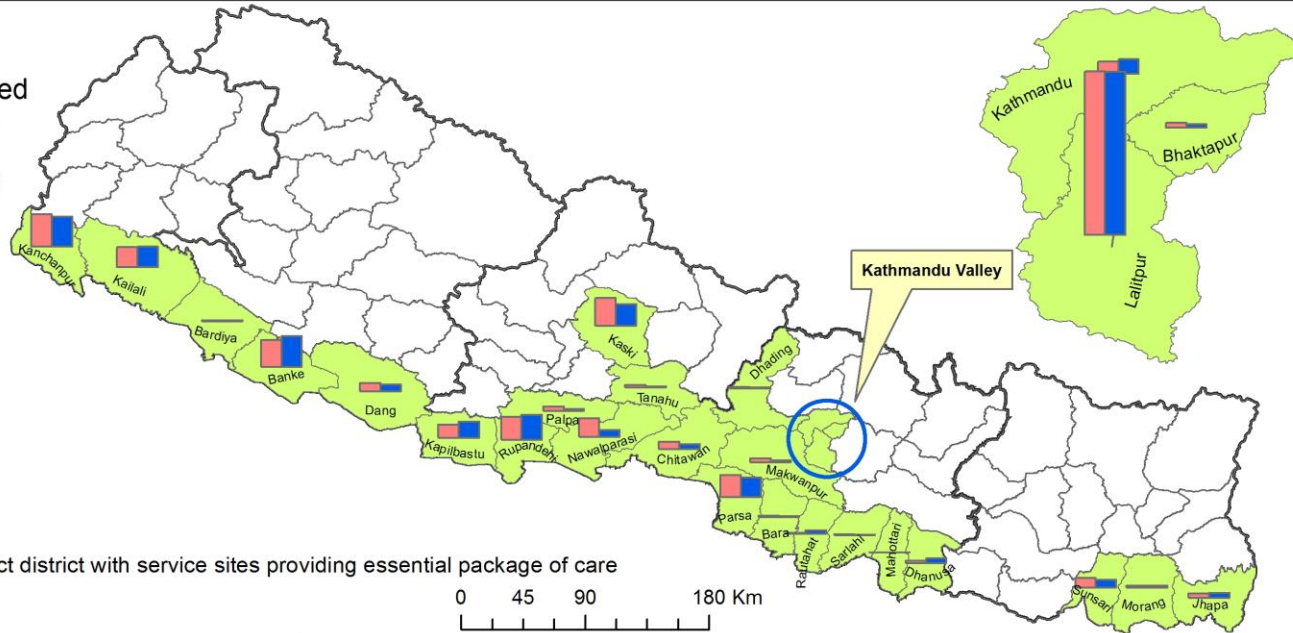 ed
Kathmandu
Bhaktapur
Lalitpur
Kathmandu Valley
Kanchanpur
Kailali
Bardiya
Banke
Dang
Kaski
Dhading
Tanahu
Palpa
Kapilbastu
Rupandehi
Nawalparasi
Chitawan
Makwanpur
Parsa
Bara
Rautahat
Sarlahi
Mahottari
Dhanusa
Sunsari
Morang
Jhapa
ct district with service sites providing essential package of care
0 45 90 180 Km